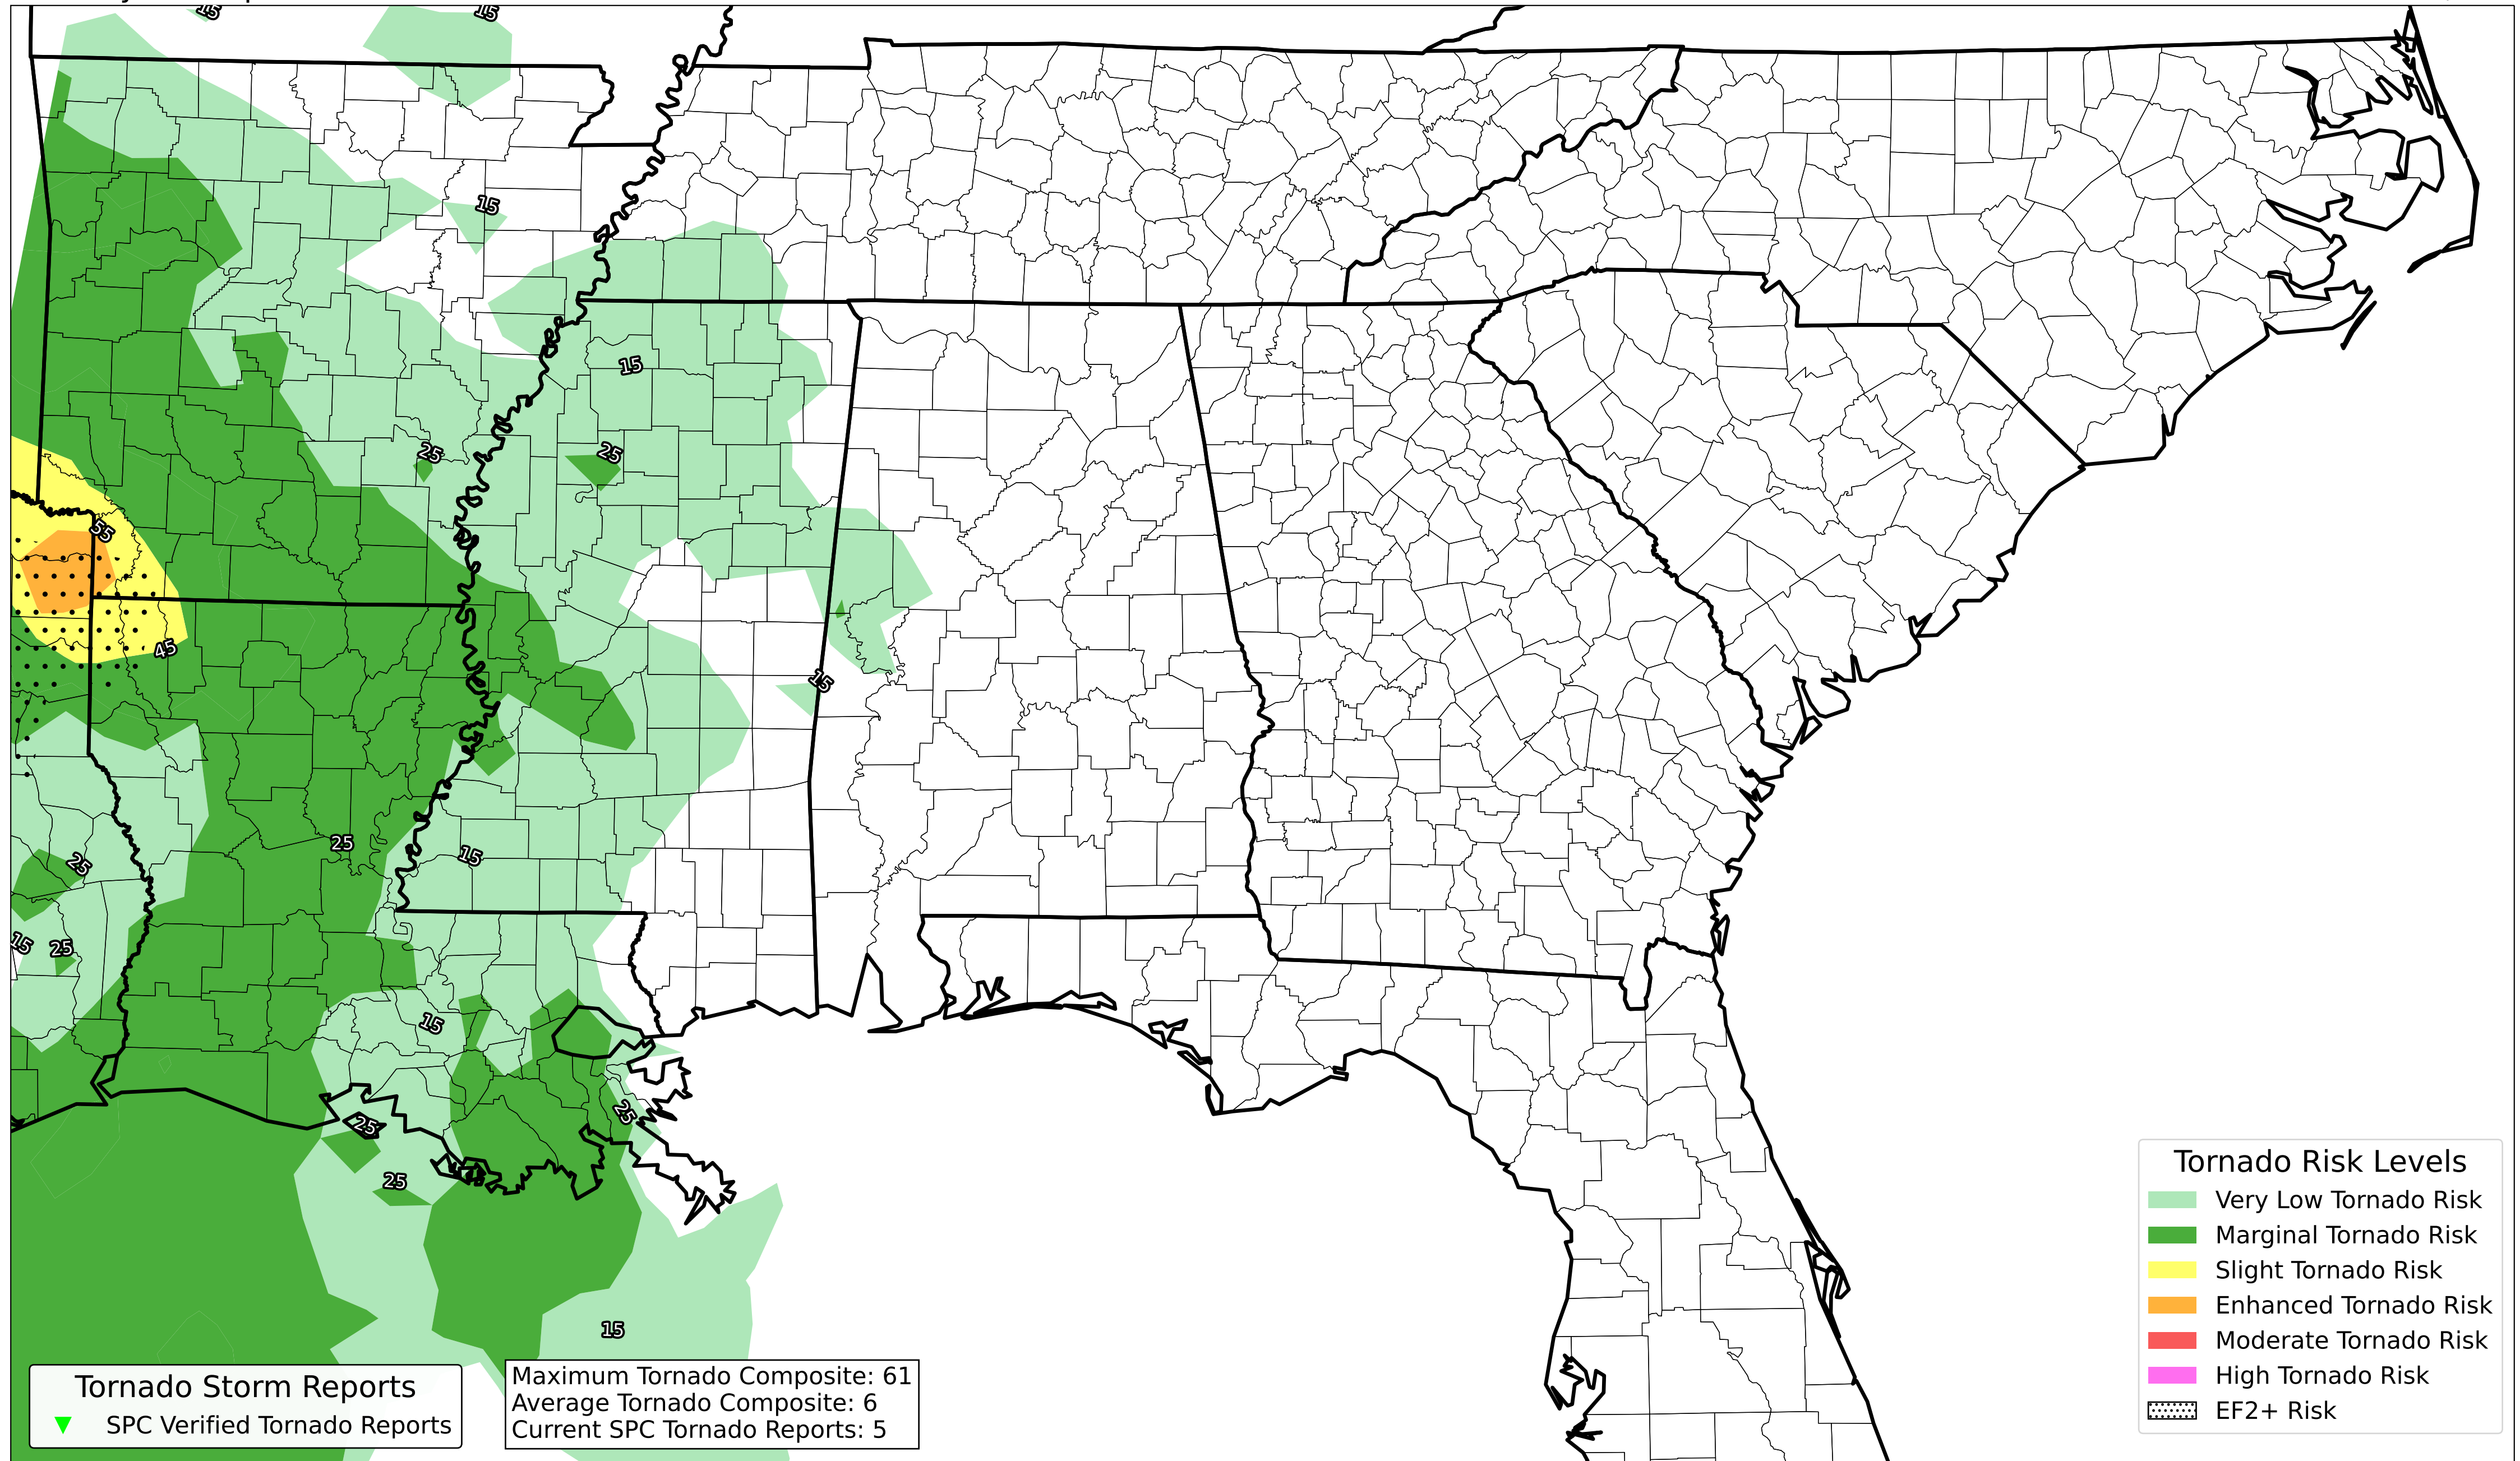 15
15
15
15
25
25
55
45
15
25
15
25
15
25
15
25
25
25
15
Tornado Storm Reports
SPC Verified Tornado Reports
Maximum Tornado Composite: 61
Average Tornado Composite: 6
Current SPC Tornado Reports: 5
Tornado Risk Levels
Very Low Tornado Risk
Marginal Tornado Risk
Slight Tornado Risk
Enhanced Tornado Risk
Moderate Tornado Risk
High Tornado Risk
EF2+ Risk